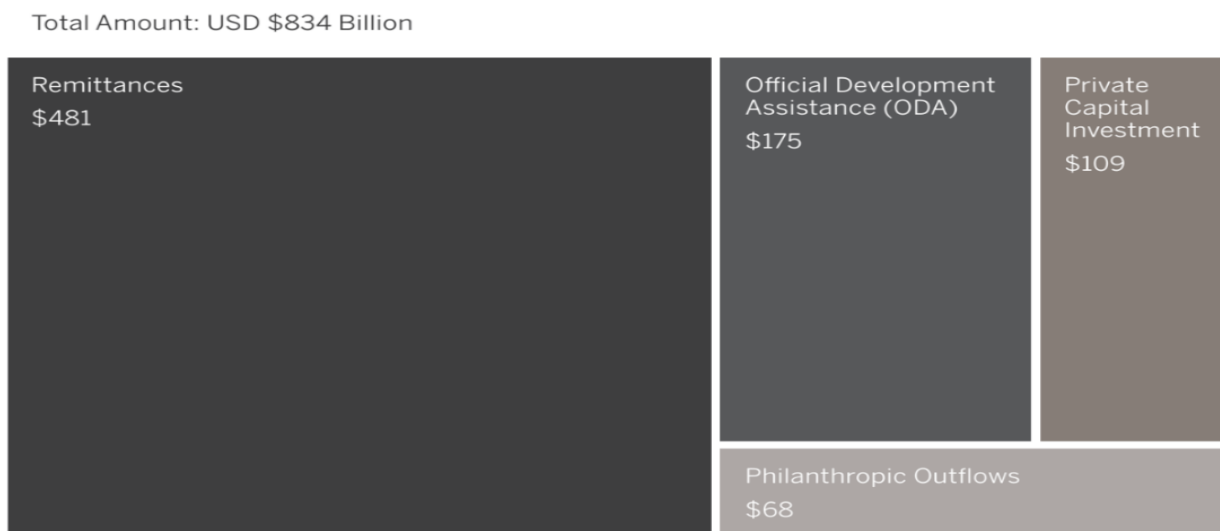 Total Amount: USD $834 Billion
Remittances
$481
Official Development
Assistance (ODA)
$175
Private
Capital
Investment
$109
Philanthropic Outflows
$68